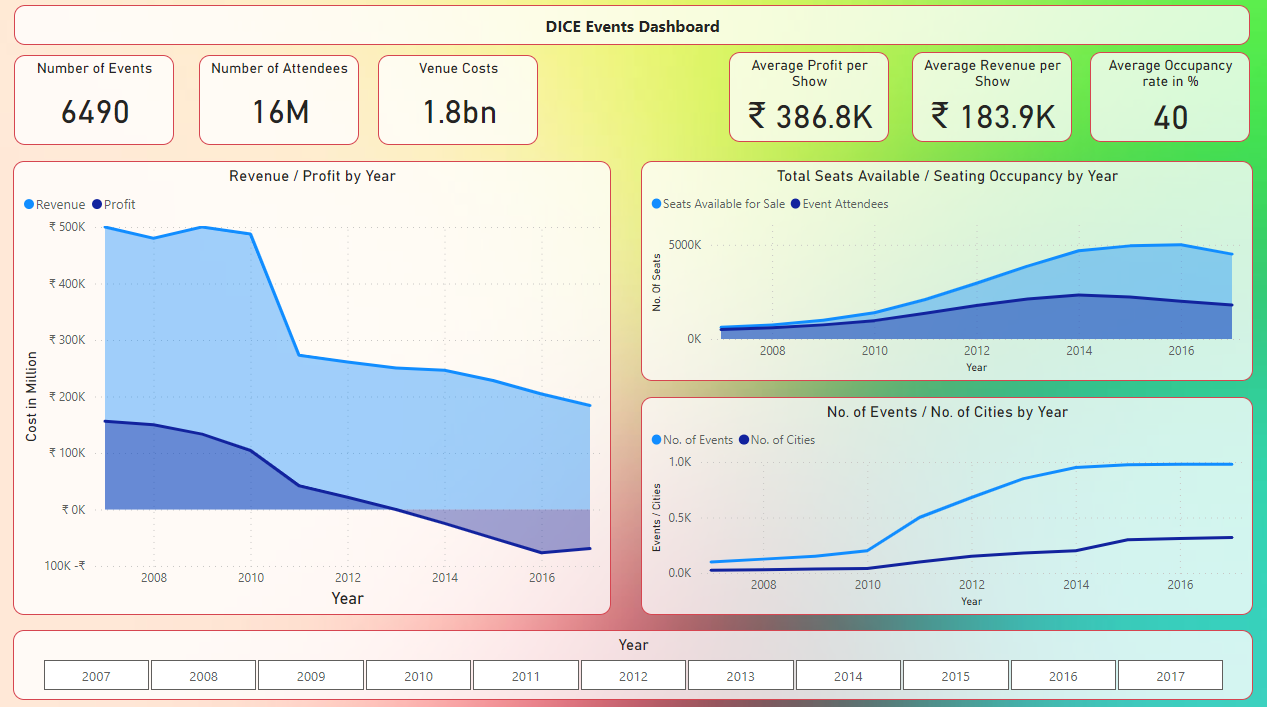 DICE Events Dashboard
Number of Events
6490
Number of Attendees
16M
Venue Costs
1.8bn
Average Profit per
Show
₹ 386.8K
Average Revenue per
Show
₹ 183.9K
Average Occupancy
rate in %
40
Revenue / Profit by Year
Revenue Profit
₹ 500K
₹ 400K
₹ 300K
₹ 200K
₹ 100K
₹ 0K
100K -₹
Cost in Million
2008 2010 2012 2014 2016
Year
Total Seats Available / Seating Occupancy by Year
Seats Available for Sale Event Attendees
5000K
0K
No. Of Seats
2008 2010 2012 2014 2016
Year
No. of Events / No. of Cities by Year
No. of Events No. of Cities
1.0K
0.5K
0.0K
Events / Cities
2008 2010 2012 2014 2016
Year
Year
2007 2008 2009 2010 2011 2012 2013 2014 2015 2016 2017